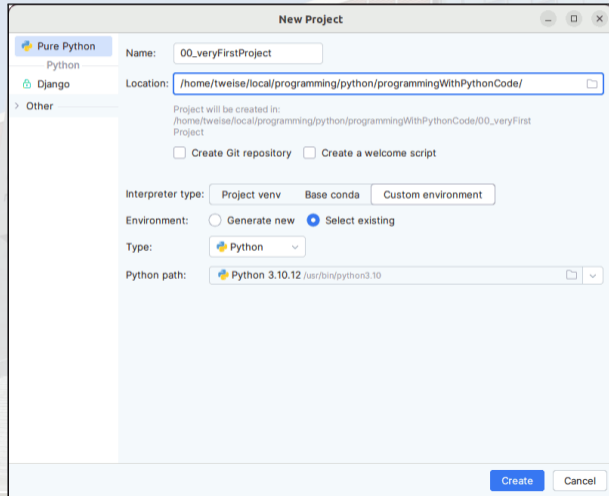 New Project
Pure Python
Python
Django
Other
Name: 00_veryFirstProject
Location: /home/tweise/local/programming/python/programmingWithPythonCode/
Project will be created in:
/home/tweise/local/programming/python/programmingWithPythonCode/00_veryFirst
Project
Create Git repository Create a welcome script
Interpreter type: Project venv Base conda Custom environment
Environment: Generate new Select existing
Type: Python
Python path: Python 3.10.12 /usr/bin/python3.10
Create Cancel